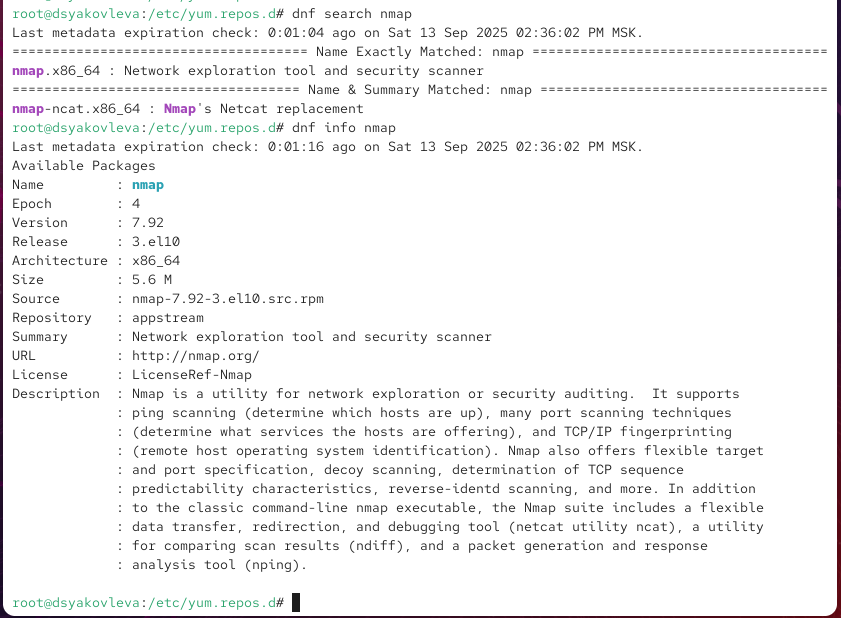 root@dsyakovleva:/etc/yum.repos.d# dnf search nmap
Last metadata expiration check: 0:01:04 ago on Sat 13 Sep 2025 02:36:02 PM MSK.
===================================== Name Exactly Matched: nmap =====================================
nmap.x86_64 : Network exploration tool and security scanner
==================================== Name & Summary Matched: nmap ====================================
nmap-ncat.x86_64 : Nmap's Netcat replacement
root@dsyakovleva:/etc/yum.repos.d# dnf info nmap
Last metadata expiration check: 0:01:16 ago on Sat 13 Sep 2025 02:36:02 PM MSK.
Available Packages
Name         : nmap
Epoch        : 4
Version      : 7.92
Release      : 3.el10
Architecture : x86_64
Size         : 5.6 M
Source       : nmap-7.92-3.el10.src.rpm
Repository   : appstream
Summary      : Network exploration tool and security scanner
URL          : http://nmap.org/
License      : LicenseRef-Nmap
Description  : Nmap is a utility for network exploration or security auditing.  It supports
             : ping scanning (determine which hosts are up), many port scanning techniques
             : (determine what services the hosts are offering), and TCP/IP fingerprinting
             : (remote host operating system identification). Nmap also offers flexible target
             : and port specification, decoy scanning, determination of TCP sequence
             : predictability characteristics, reverse-identd scanning, and more. In addition
             : to the classic command-line nmap executable, the Nmap suite includes a flexible
             : data transfer, redirection, and debugging tool (netcat utility ncat), a utility
             : for comparing scan results (ndiff), and a packet generation and response
             : analysis tool (nping).
root@dsyakovleva:/etc/yum.repos.d#